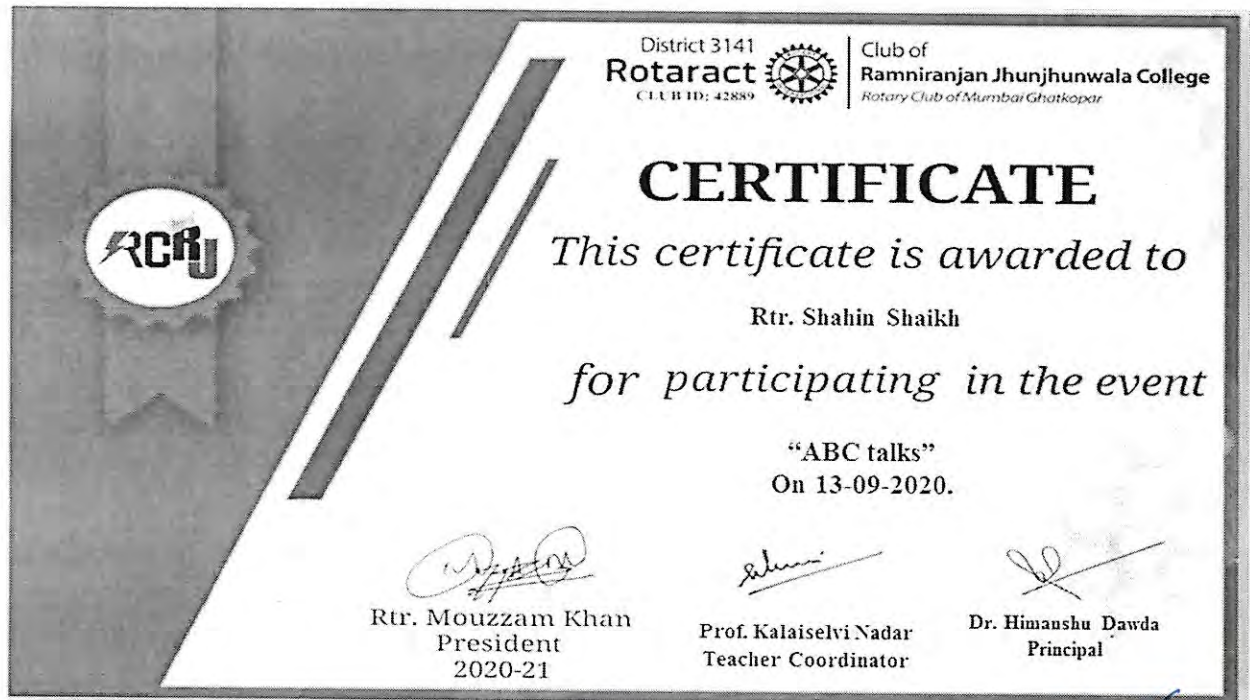 District 3141
Rotaract
CLUB ID: 42889
Club of
Ramniranjan Jhunjhunwala College
Rotary Club of Mumbai Ghatkopar
RCRJ
CERTIFICATE
This certificate is awarded to
Rtr. Shahin Shaikh
for participating in the event
“ABC talks”
On 13-09-2020.
Rtr. Mouzzam Khan
President
2020-21
Prof. Kalaiselvi Nadar
Teacher Coordinator
Dr. Himanshu Dawda
Principal